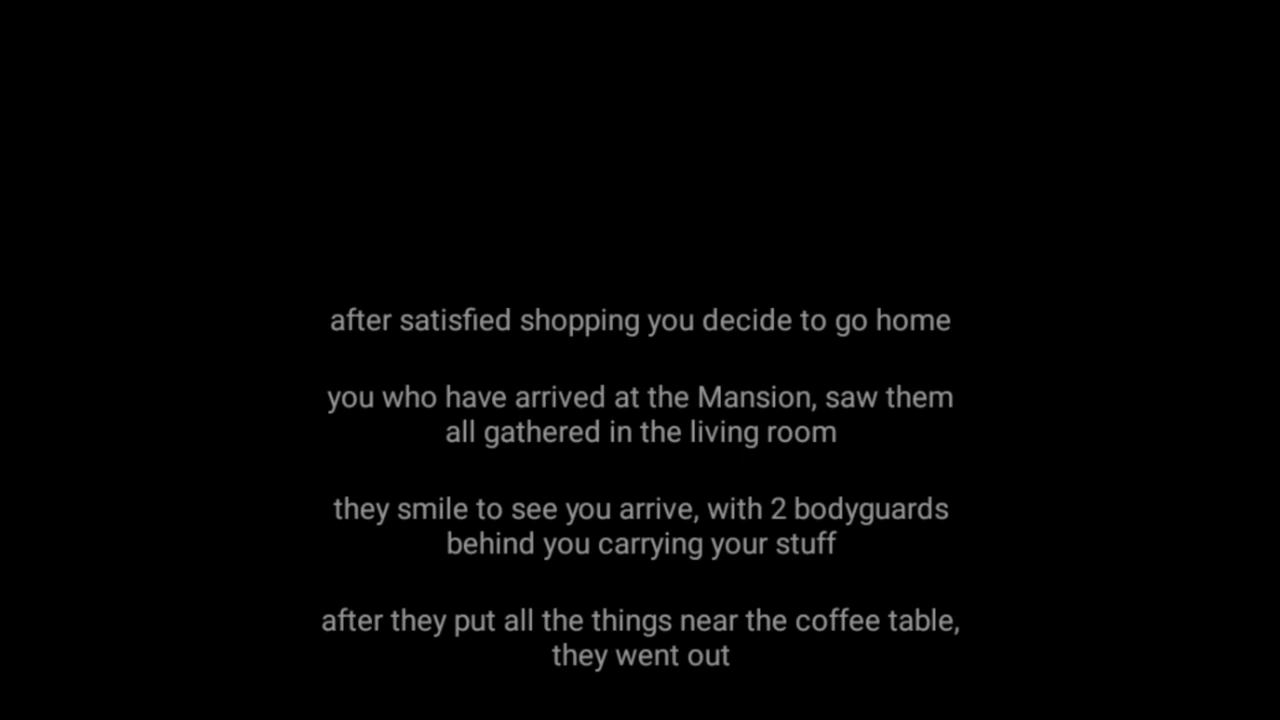 after satisfied shopping you decide to go home
you who have arrived at the Mansion, saw them
all gathered in the living room
they smile to see you arrive, with 2 bodyguards
behind you carrying your stuff
after they put all the things near the coffee table,
they went out